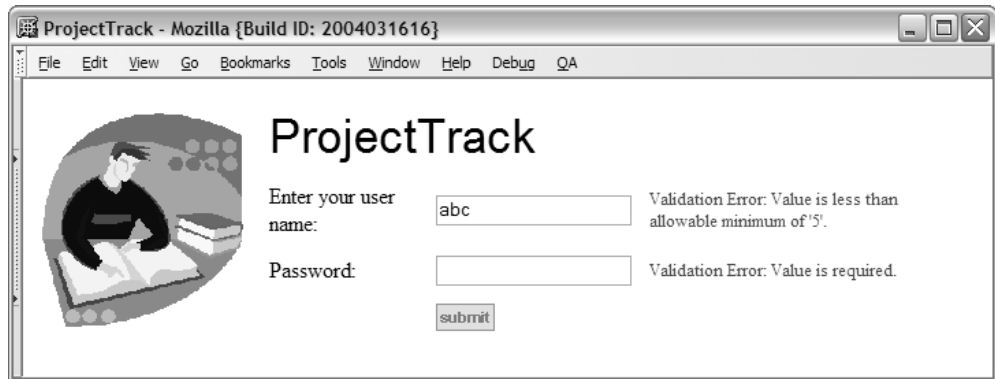 ProjectTrack - Mozilla {Build ID: 2004031616}
File Edit View Go Bookmarks Tools Window Help Debug QA
ProjectTrack
Enter your user
name:
abc
Validation Error: Value is less than
allowable minimum of '5'.
Password:
Validation Error: Value is required.
submit